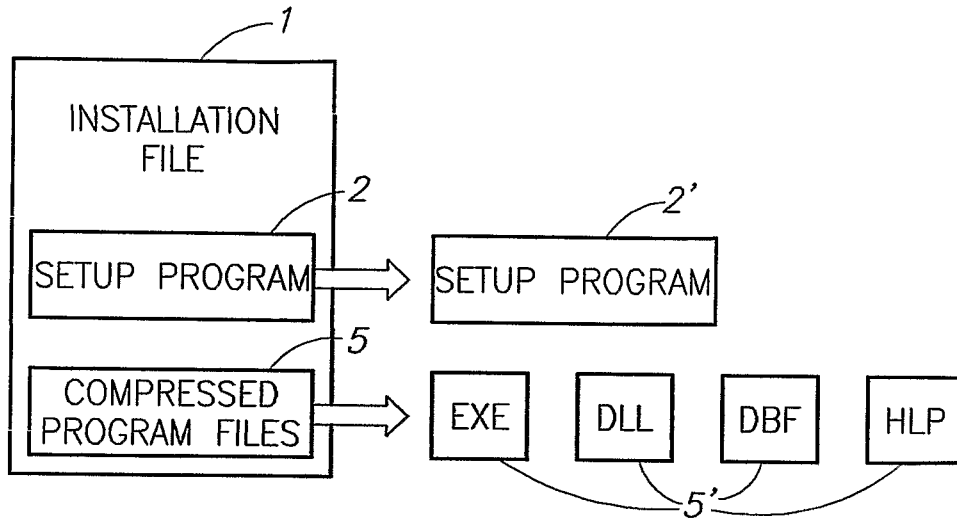 1
INSTALLATION
FILE
2
2'
SETUP PROGRAM
SETUP PROGRAM
5
COMPRESSED
PROGRAM FILES
EXE
DLL
DBF
HLP
5'